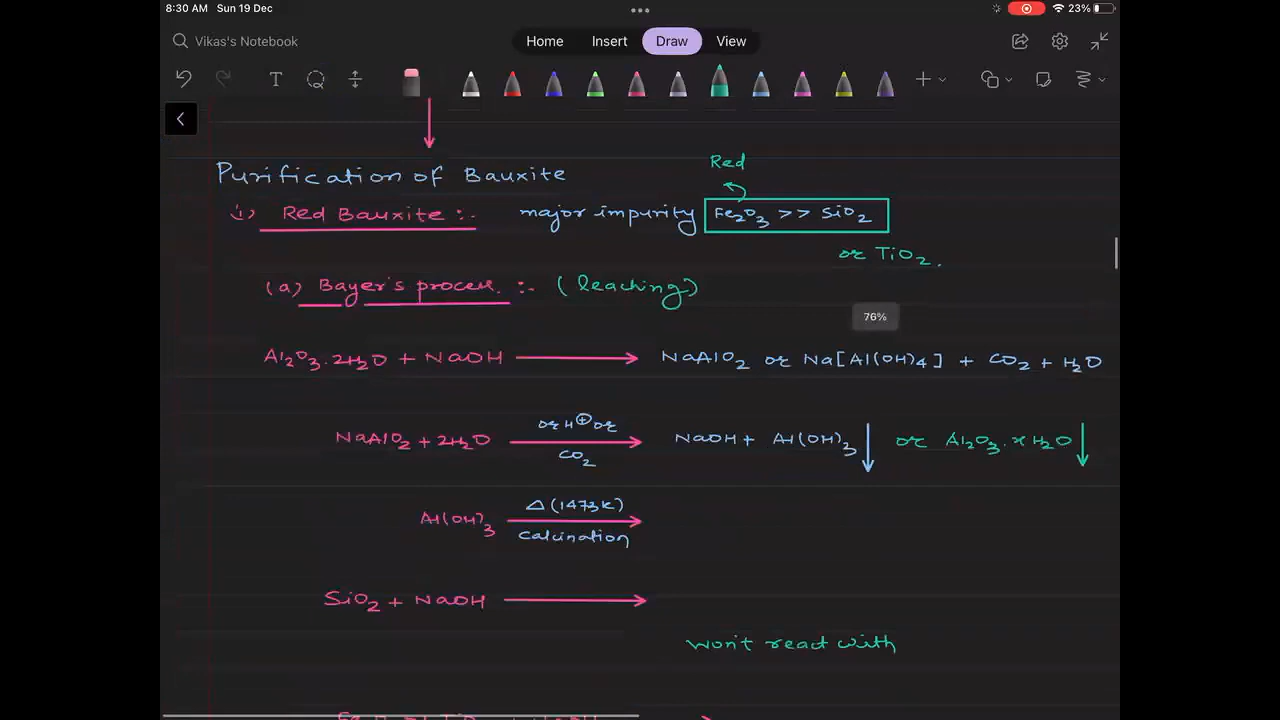 8:30 AM Sun 19 Dec
23%
Vikas's Notebook
Home Insert Draw View
Red
Purification of Bauxite
(i) Red Bauxite :- major impurity Fe₂O₃ >> SiO₂
or TiO₂.
(a) Bayer's process :- (leaching)
76%
Al₂O₃.2H₂O + NaOH → NaAlO₂ or Na[Al(OH)₄] + CO₂ + H₂O
or H⊕ or
NaAlO₂ + 2H₂O → NaOH + Al(OH)₃ ↓ or Al₂O₃.xH₂O ↓
CO₂
Δ(1473K)
Al(OH)₃ →
calcination
SiO₂ + NaOH →
won't react with